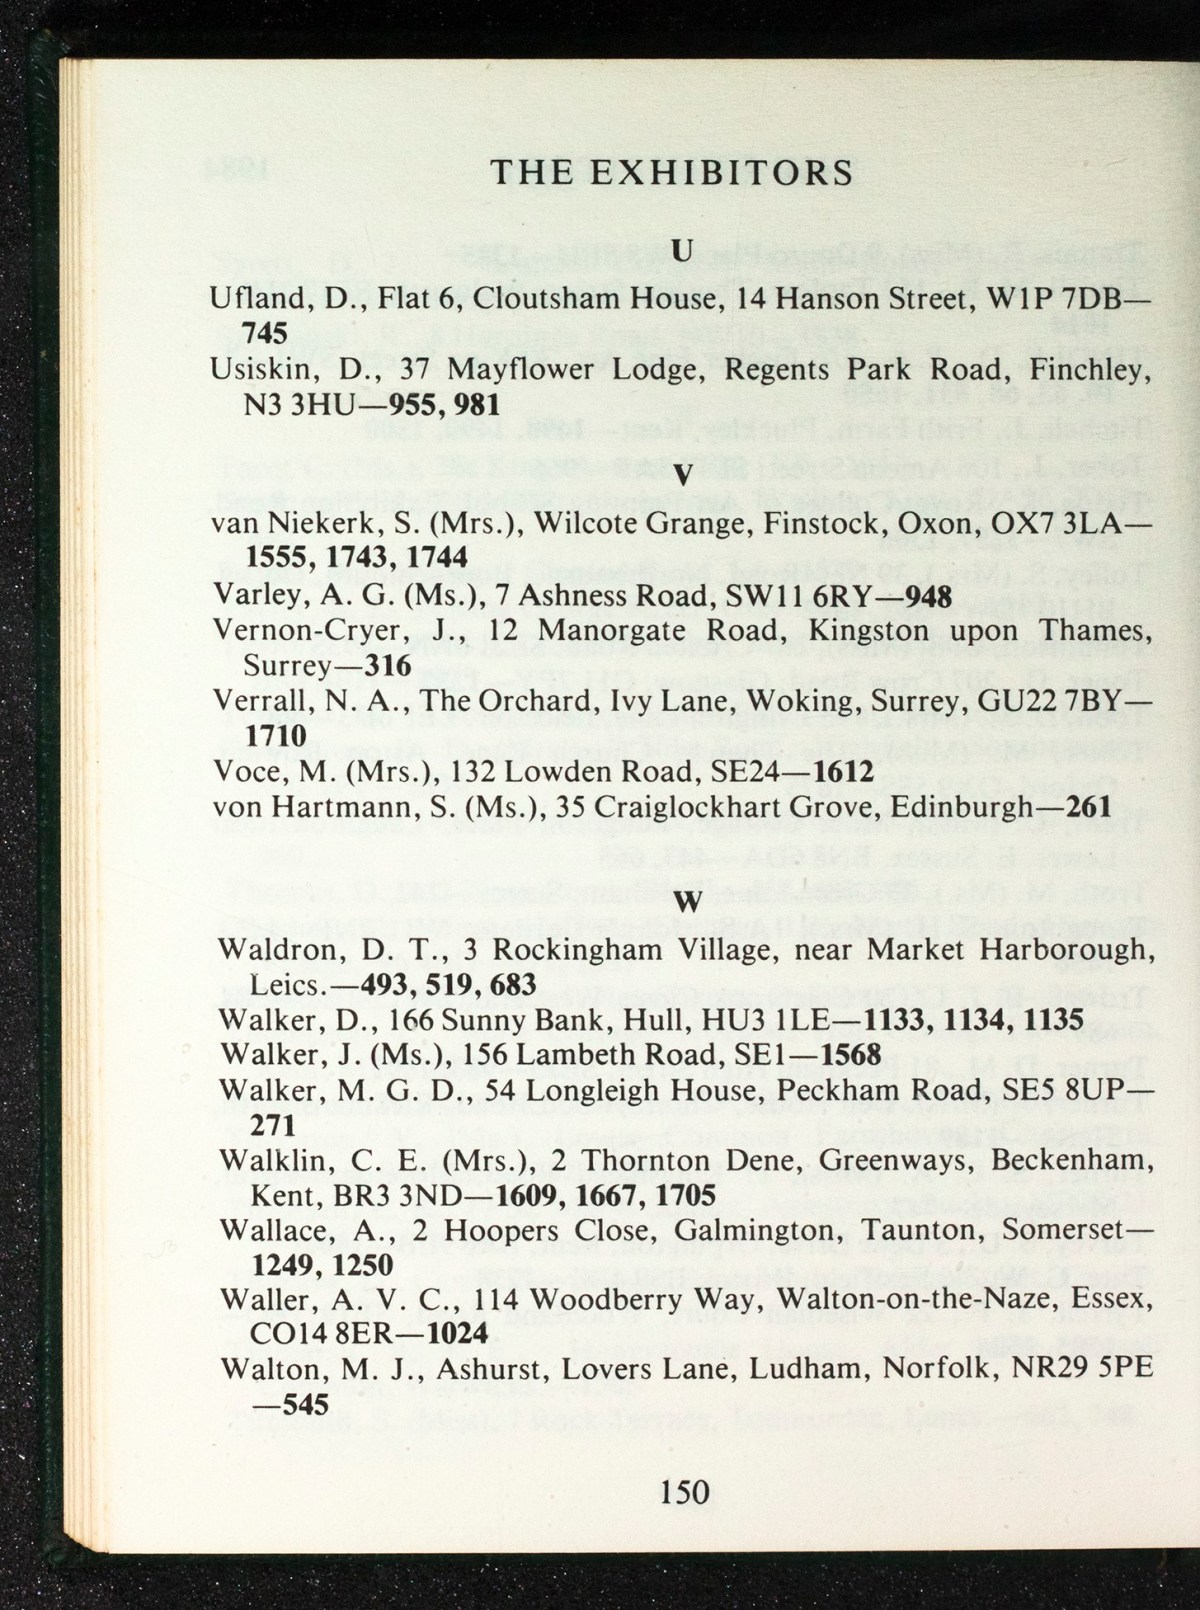 THE EXHIBITORS
U
Ufland, D., Flat 6, Cloutsham House, 14 Hanson Street, W1P 7DB—
745
Usiskin, D., 37 Mayflower Lodge, Regents Park Road, Finchley,
N3 3HU—955, 981
V
van Niekerk, S. (Mrs.), Wilcote Grange, Finstock, Oxon, OX7 3LA—
1555, 1743, 1744
Varley, A. G. (Ms.), 7 Ashness Road, SW11 6RY—948
Vernon-Cryer, J., 12 Manorgate Road, Kingston upon Thames,
Surrey—316
Verrall, N. A., The Orchard, Ivy Lane, Woking, Surrey, GU22 7BY—
1710
Voce, M. (Mrs.), 132 Lowden Road, SE24—1612
von Hartmann, S. (Ms.), 35 Craiglockhart Grove, Edinburgh—261
W
Waldron, D. T., 3 Rockingham Village, near Market Harborough,
Leics.—493, 519, 683
Walker, D., 166 Sunny Bank, Hull, HU3 1LE—1133, 1134, 1135
Walker, J. (Ms.), 156 Lambeth Road, SE1—1568
Walker, M. G. D., 54 Longleigh House, Peckham Road, SE5 8UP—
271
Walklin, C. E. (Mrs.), 2 Thornton Dene, Greenways, Beckenham,
Kent, BR3 3ND—1609, 1667, 1705
Wallace, A., 2 Hoopers Close, Galmington, Taunton, Somerset—
1249, 1250
Waller, A. V. C., 114 Woodberry Way, Walton-on-the-Naze, Essex,
CO14 8ER—1024
Walton, M. J., Ashurst, Lovers Lane, Ludham, Norfolk, NR29 5PE
—545
150